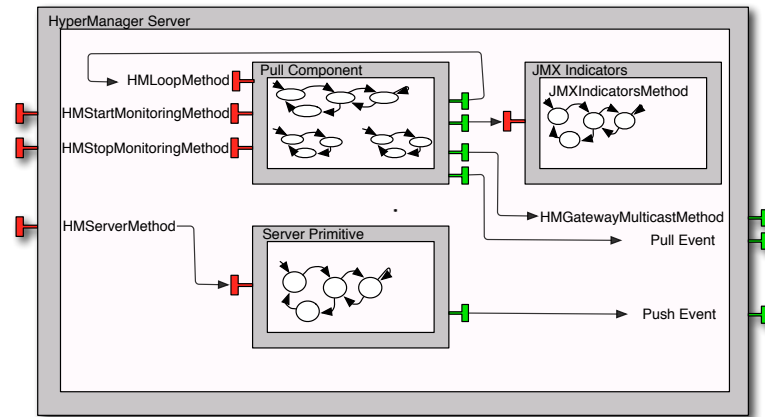 HyperManager Server
Pull Component
JMX Indicators
HMLoopMethod
JMXIndicatorsMethod
HMStartMonitoringMethod
HMStopMonitoringMethod
HMGatewayMulticastMethod
HMServerMethod
Server Primitive
Pull Event
Push Event